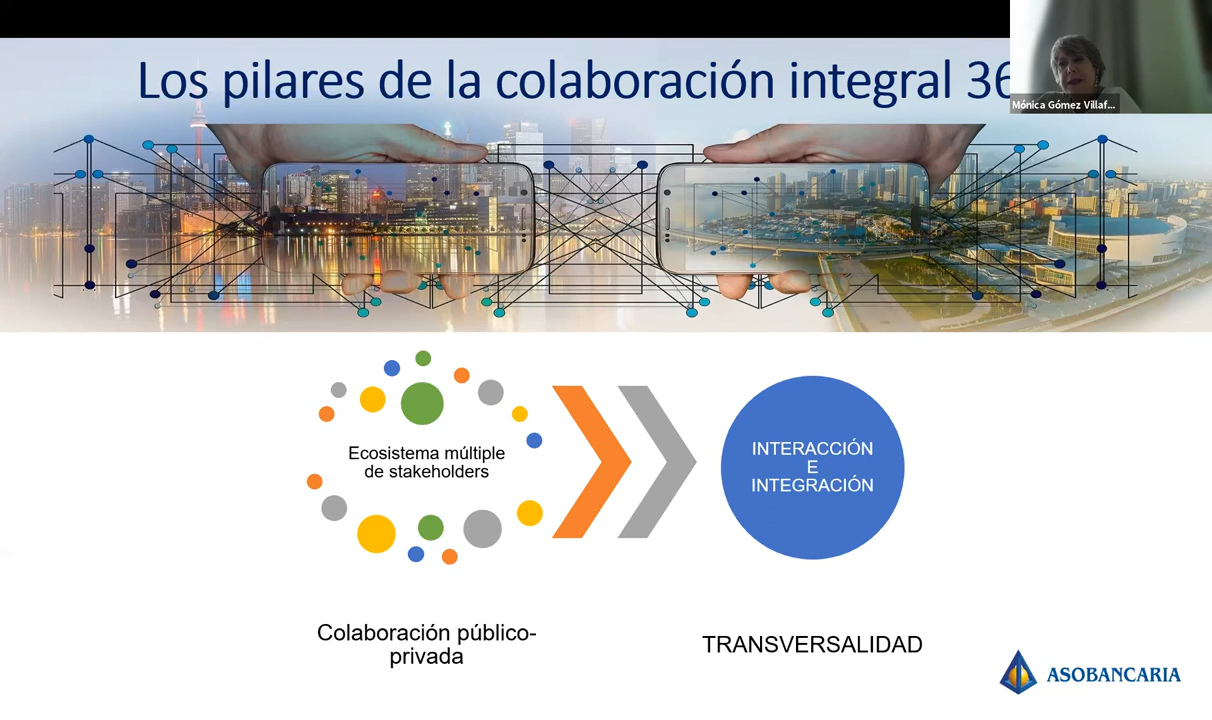 Los pilares de la colaboración integral 36
Mónica Gómez Villaf...
Ecosistema múltiple
de stakeholders
INTERACCIÓN
E
INTEGRACIÓN
Colaboración público-
privada
TRANSVERSALIDAD
ASOBANCARIA